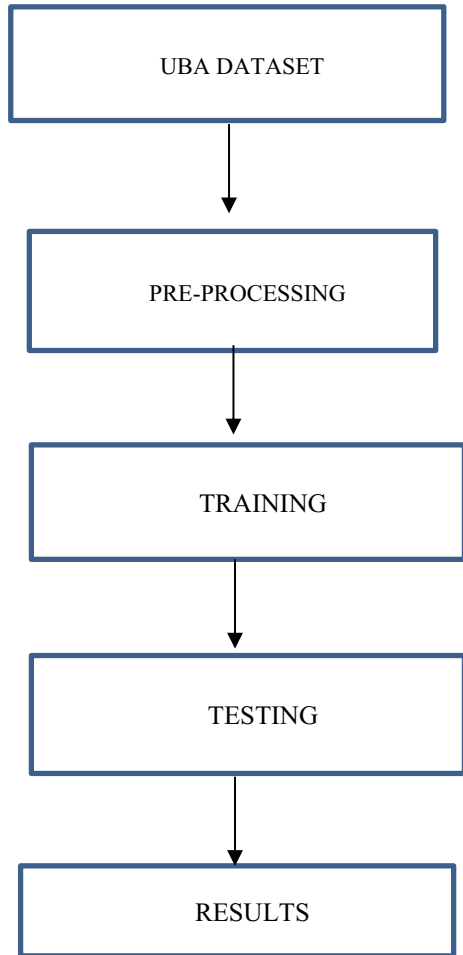 UBA DATASET
PRE-PROCESSING
TRAINING
TESTING
RESULTS